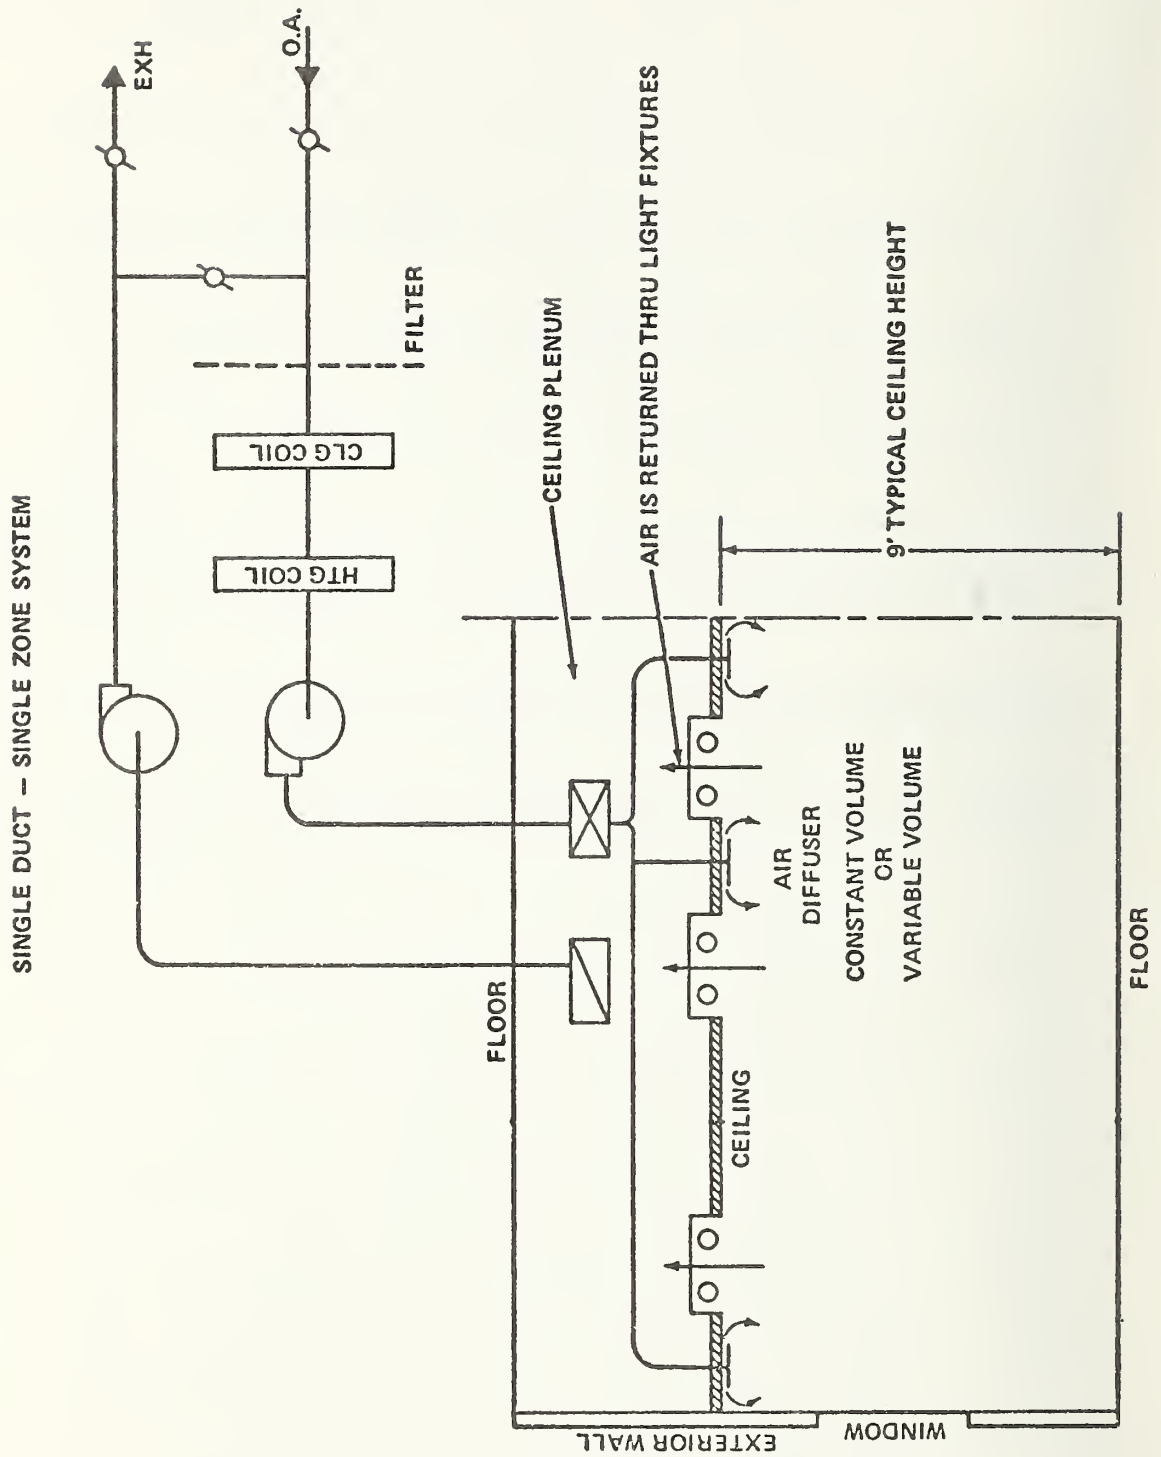 SINGLE DUCT – SINGLE ZONE SYSTEM
EXH
O.A.
FILTER
CLG COIL
HTG COIL
CEILING PLENUM
AIR IS RETURNED THRU LIGHT FIXTURES
9' TYPICAL CEILING HEIGHT
FLOOR
CEILING
AIR
DIFFUSER
CONSTANT VOLUME
OR
VARIABLE VOLUME
EXTERIOR WALL
WINDOW
FLOOR